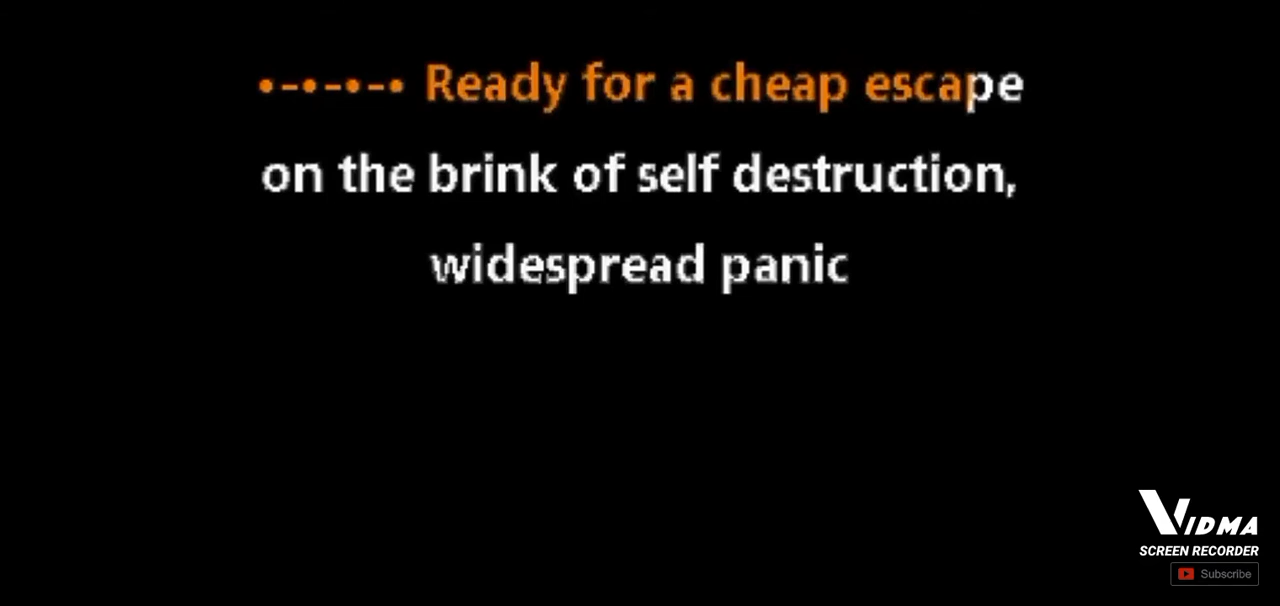 •-•-•-• Ready for a cheap escape
on the brink of self destruction,
widespread panic
VIDMA
SCREEN RECORDER
Subscribe